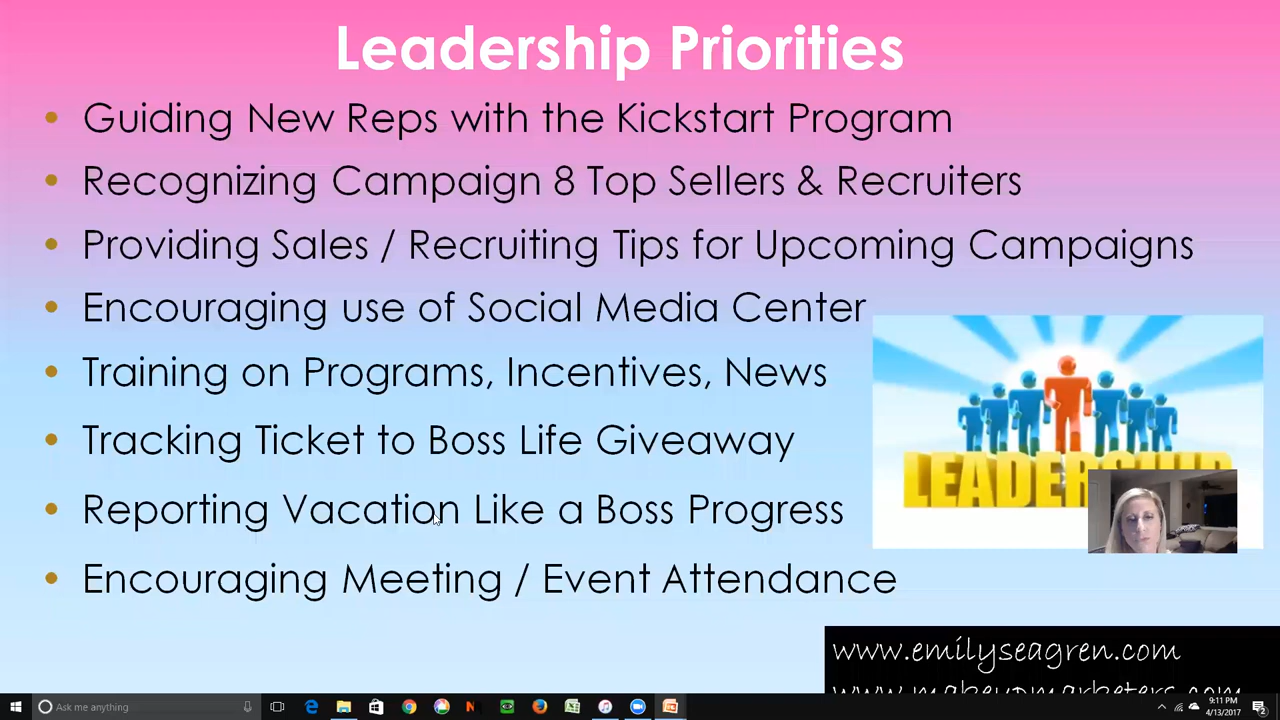 Leadership Priorities
• Guiding New Reps with the Kickstart Program
• Recognizing Campaign 8 Top Sellers & Recruiters
• Providing Sales / Recruiting Tips for Upcoming Campaigns
• Encouraging use of Social Media Center
• Training on Programs, Incentives, News
• Tracking Ticket to Boss Life Giveaway
• Reporting Vacation Like a Boss Progress
• Encouraging Meeting / Event Attendance
www.emilyseagren.com
www.makeupmarketers.com
Ask me anything
9:11 PM
4/13/2017